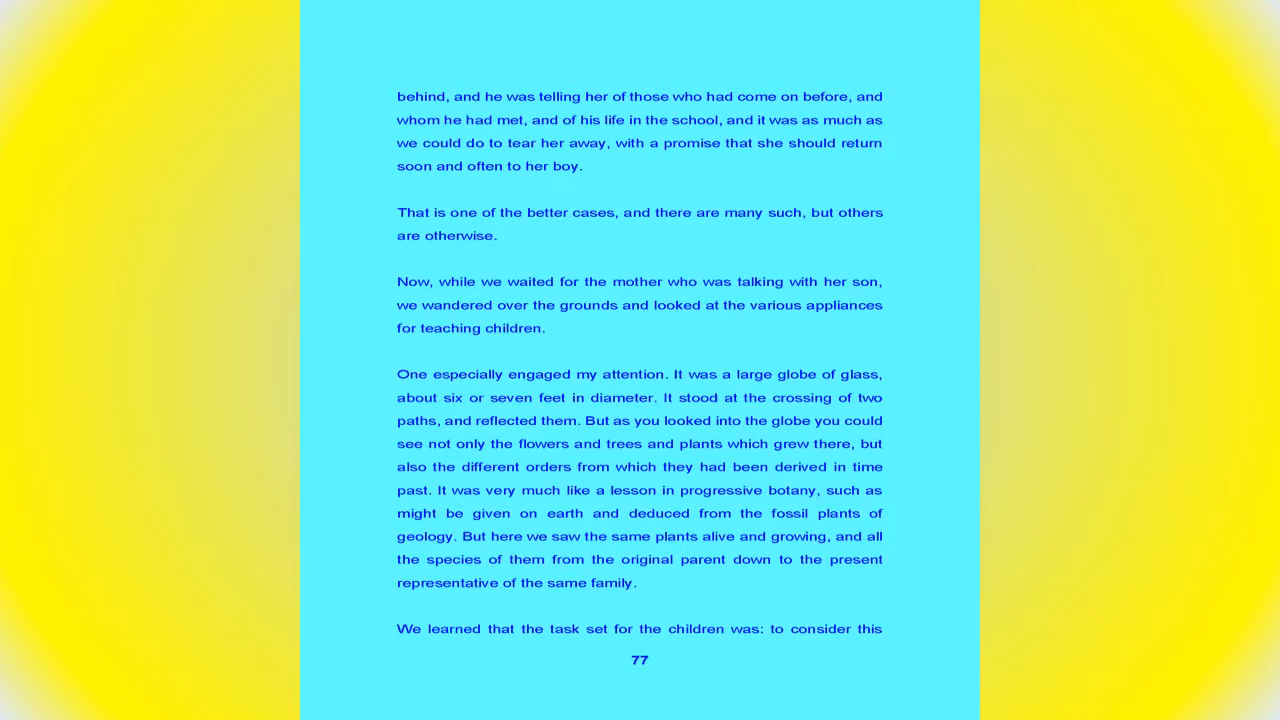 behind, and he was telling her of those who had come on before, and
whom he had met, and of his life in the school, and it was as much as
we could do to tear her away, with a promise that she should return
soon and often to her boy.
That is one of the better cases, and there are many such, but others
are otherwise.
Now, while we waited for the mother who was talking with her son,
we wandered over the grounds and looked at the various appliances
for teaching children.
One especially engaged my attention. It was a large globe of glass,
about six or seven feet in diameter. It stood at the crossing of two
paths, and reflected them. But as you looked into the globe you could
see not only the flowers and trees and plants which grew there, but
also the different orders from which they had been derived in time
past. It was very much like a lesson in progressive botany, such as
might be given on earth and deduced from the fossil plants of
geology. But here we saw the same plants alive and growing, and all
the species of them from the original parent down to the present
representative of the same family.
We learned that the task set for the children was: to consider this
77